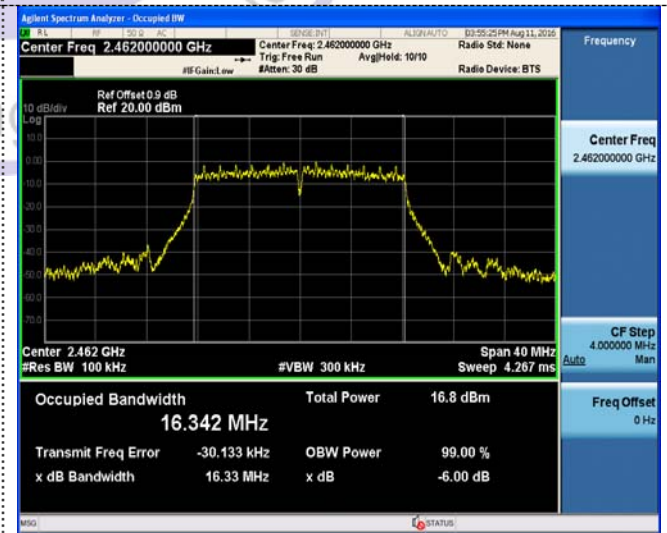 Agilent Spectrum Analyzer - Occupied BW
RL RF 50 Ω AC SENSE:INT ALIGN AUTO 03:55:25 PM Aug 11, 2016
Center Freq 2.462000000 GHz
Center Freq: 2.462000000 GHz
Radio Std: None
Trig: Free Run Avg|Hold: 10/10
#IFGain:Low #Atten: 30 dB Radio Device: BTS
Ref Offset 0.9 dB
10 dB/div Ref 20.00 dBm
Log
10.0
0.00
-10.0
-20.0
-30.0
-40.0
-50.0
-60.0
-70.0
Center 2.462 GHz Span 40 MHz
#Res BW 100 kHz #VBW 300 kHz Sweep 4.267 ms
Occupied Bandwidth Total Power 16.8 dBm
16.342 MHz
Transmit Freq Error -30.133 kHz OBW Power 99.00 %
x dB Bandwidth 16.33 MHz x dB -6.00 dB
MSG STATUS
Frequency
Center Freq
2.462000000 GHz
CF Step
4.000000 MHz
Auto Man
Freq Offset
0 Hz